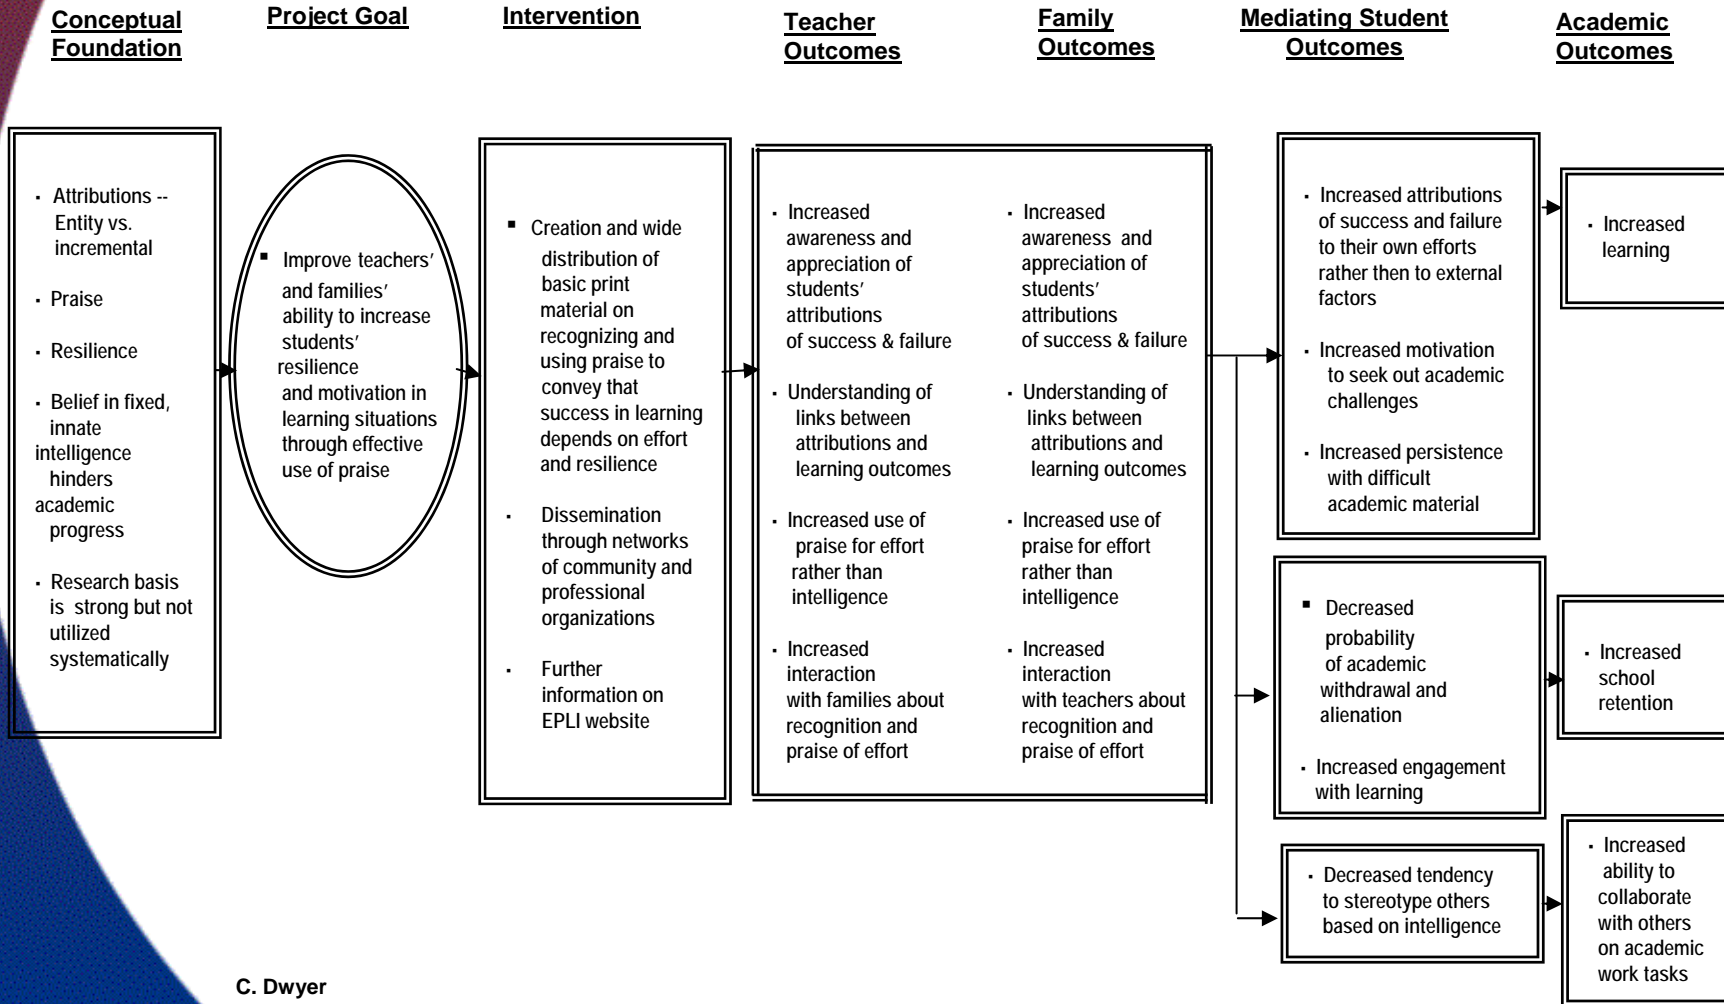 Conceptual
Foundation
Project Goal
Intervention
Teacher
Outcomes
Family
Outcomes
Mediating Student
Outcomes
Academic
Outcomes
· Attributions --
Entity vs.
incremental
· Praise
· Resilience
· Belief in fixed,
innate
intelligence
hinders
academic
progress
· Research basis
is strong but not
utilized
systematically
▪ Improve teachers'
and families'
ability to increase
students'
resilience
and motivation in
learning situations
through effective
use of praise
▪ Creation and wide
distribution of
basic print
material on
recognizing and
using praise to
convey that
success in learning
depends on effort
and resilience
· Dissemination
through networks
of community and
professional
organizations
· Further
information on
EPLI website
· Increased
awareness and
appreciation of
students'
attributions
of success & failure
· Understanding of
links between
attributions and
learning outcomes
· Increased use of
praise for effort
rather than
intelligence
· Increased
interaction
with families about
recognition and
praise of effort
· Increased
awareness and
appreciation of
students'
attributions
of success & failure
· Understanding of
links between
attributions and
learning outcomes
· Increased use of
praise for effort
rather than
intelligence
· Increased
interaction
with teachers about
recognition and
praise of effort
· Increased attributions
of success and failure
to their own efforts
rather then to external
factors
· Increased motivation
to seek out academic
challenges
· Increased persistence
with difficult
academic material
▪ Decreased
probability
of academic
withdrawal and
alienation
· Increased engagement
with learning
· Decreased tendency
to stereotype others
based on intelligence
· Increased
learning
· Increased
school
retention
· Increased
ability to
collaborate
with others
on academic
work tasks
C. Dwyer